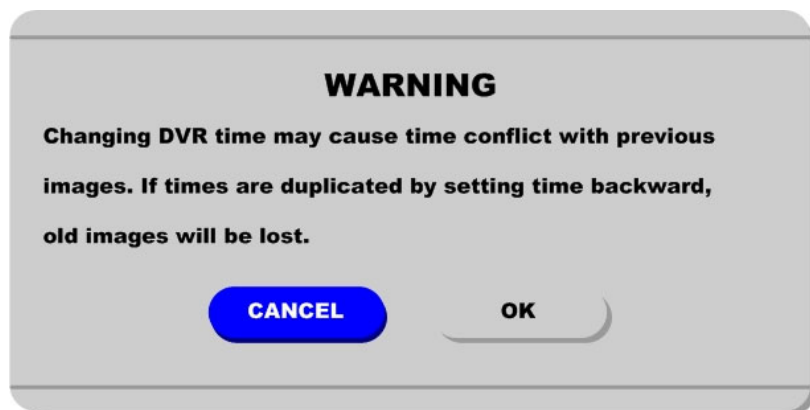 WARNING
Changing DVR time may cause time conflict with previous
images. If times are duplicated by setting time backward,
old images will be lost.
CANCEL OK